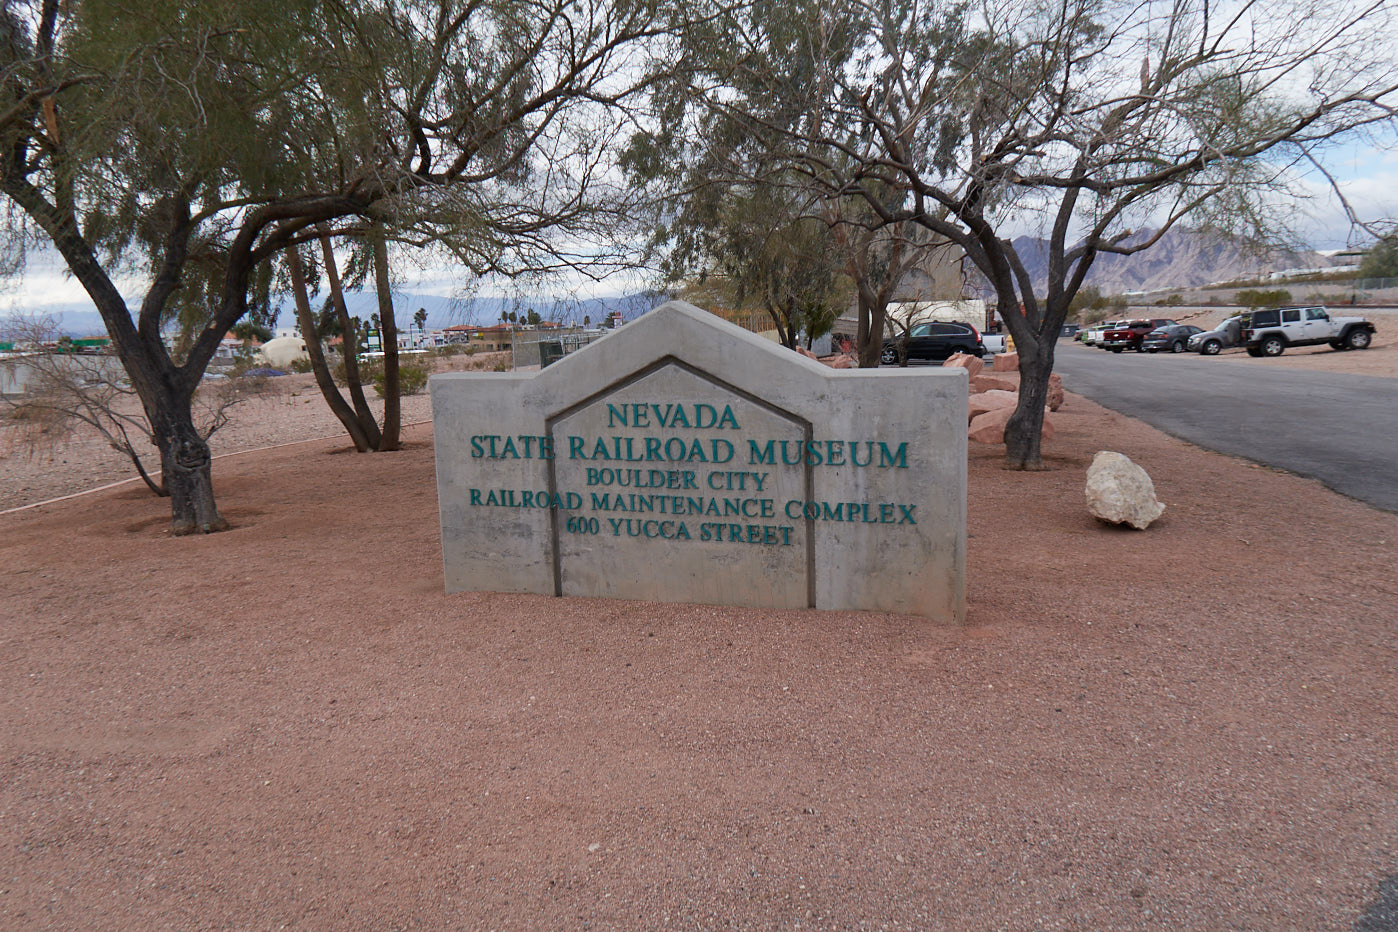 NEVADA
STATE RAILROAD MUSEUM
BOULDER CITY
RAILROAD MAINTENANCE COMPLEX
600 YUCCA STREET